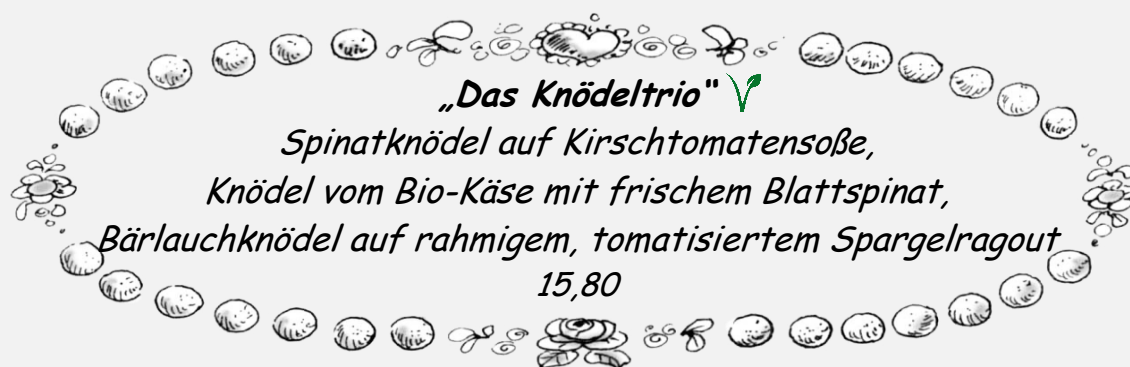 „Das Knödeltrio"
Spinatknödel auf Kirschtomatensoße,
Knödel vom Bio-Käse mit frischem Blattspinat,
Bärlauchknödel auf rahmigem, tomatisiertem Spargelragout
15,80